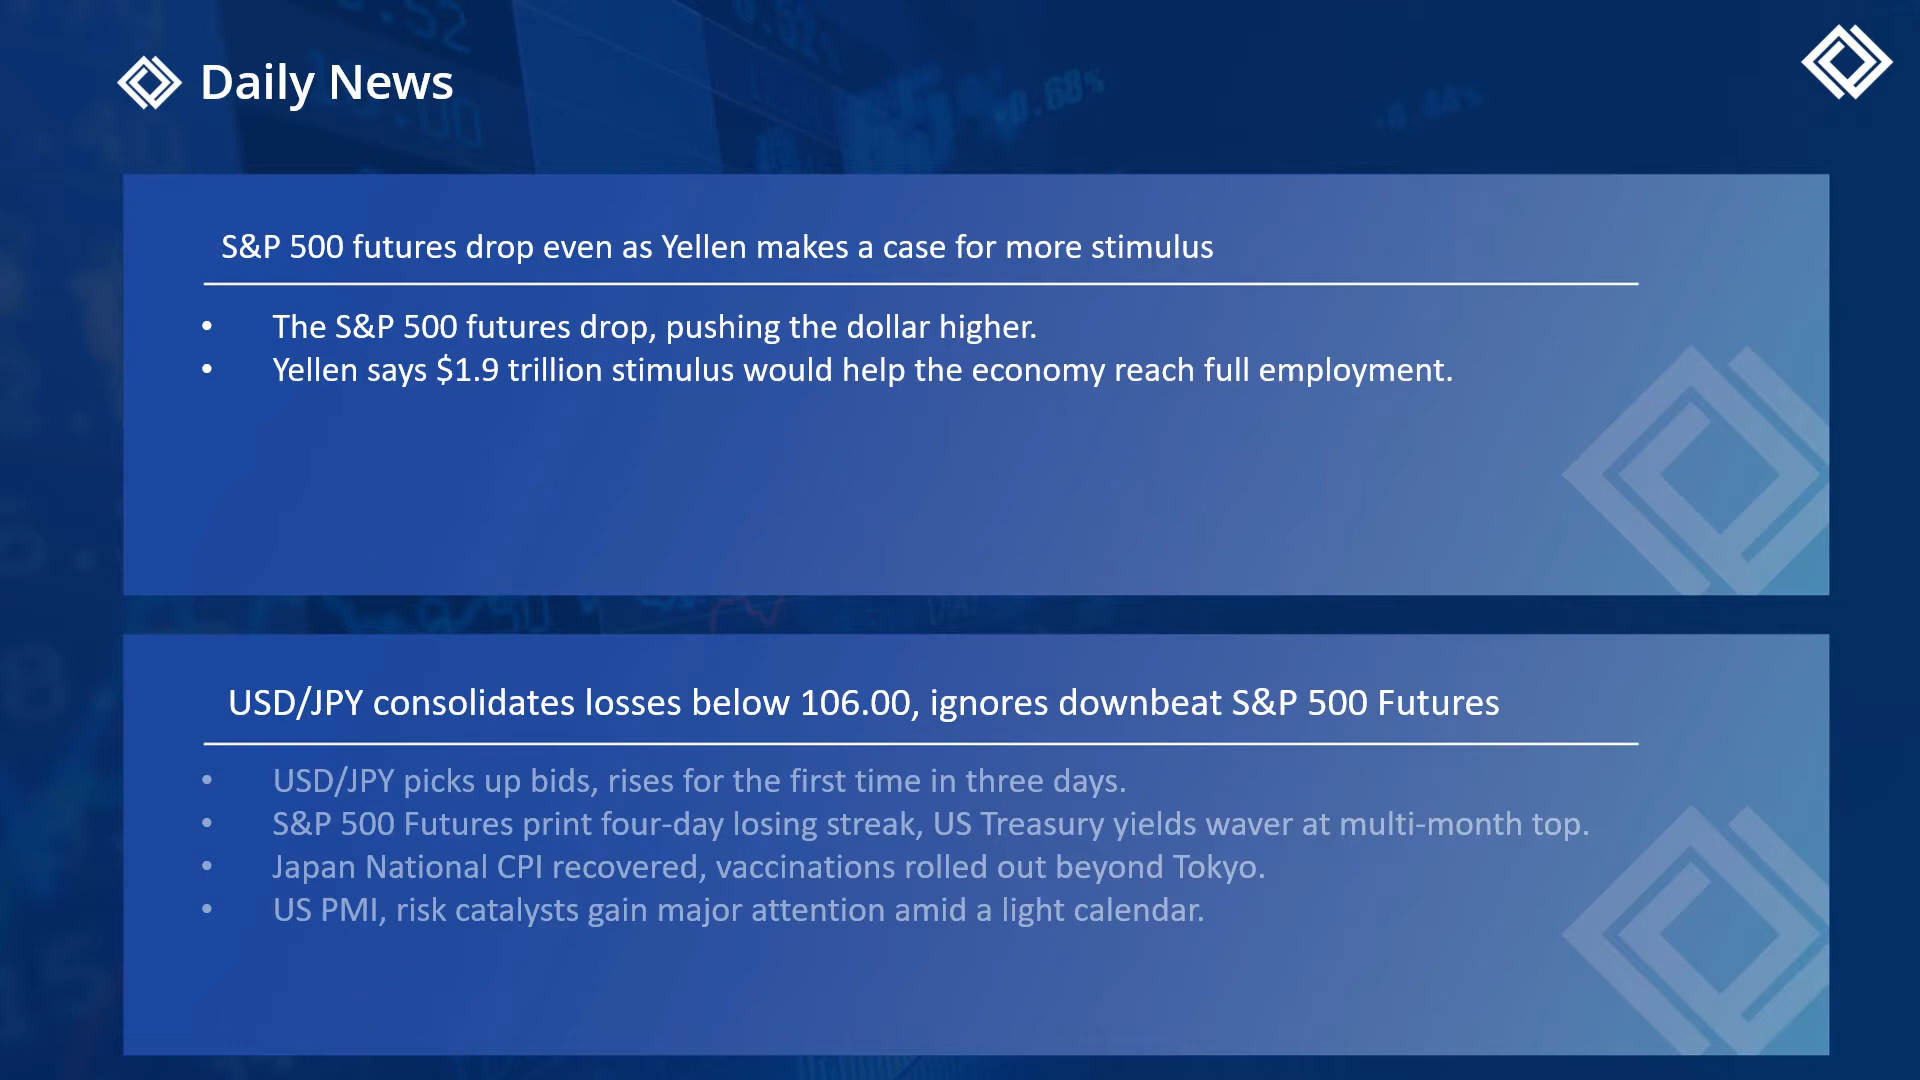 Daily News
S&P 500 futures drop even as Yellen makes a case for more stimulus
• The S&P 500 futures drop, pushing the dollar higher.
• Yellen says $1.9 trillion stimulus would help the economy reach full employment.
USD/JPY consolidates losses below 106.00, ignores downbeat S&P 500 Futures
• USD/JPY picks up bids, rises for the first time in three days.
• S&P 500 Futures print four-day losing streak, US Treasury yields waver at multi-month top.
• Japan National CPI recovered, vaccinations rolled out beyond Tokyo.
• US PMI, risk catalysts gain major attention amid a light calendar.